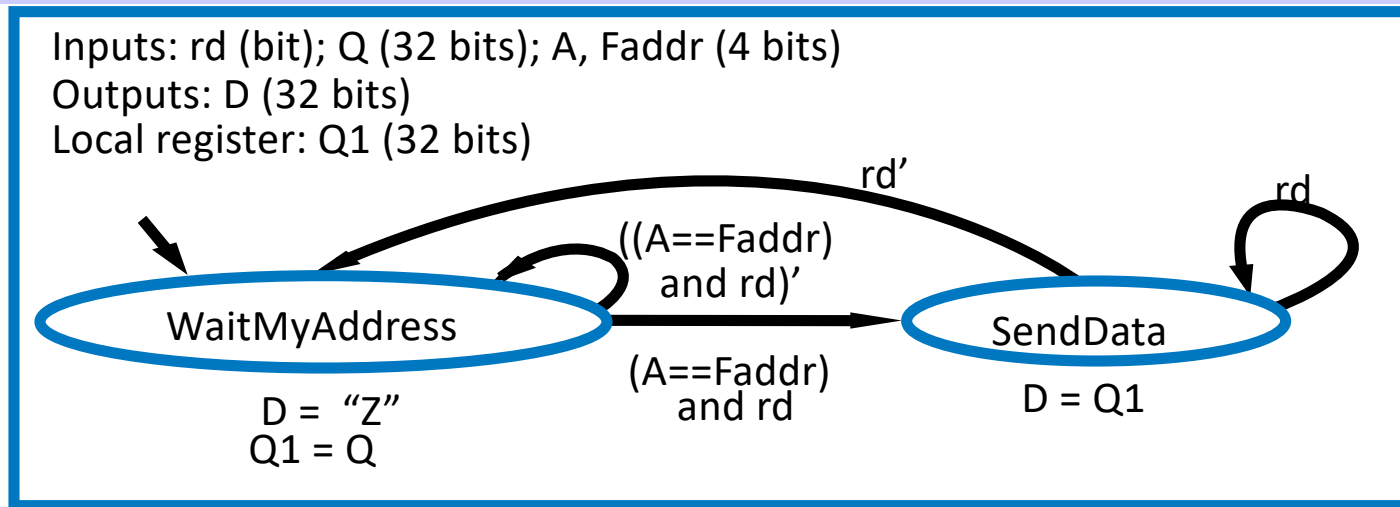 Inputs: rd (bit); Q (32 bits); A, Faddr (4 bits)
Outputs: D (32 bits)
Local register: Q1 (32 bits)
rd’
rd
((A==Faddr)
and rd)’
WaitMyAddress
SendData
(A==Faddr)
and rd
D = “Z”
Q1 = Q
D = Q1